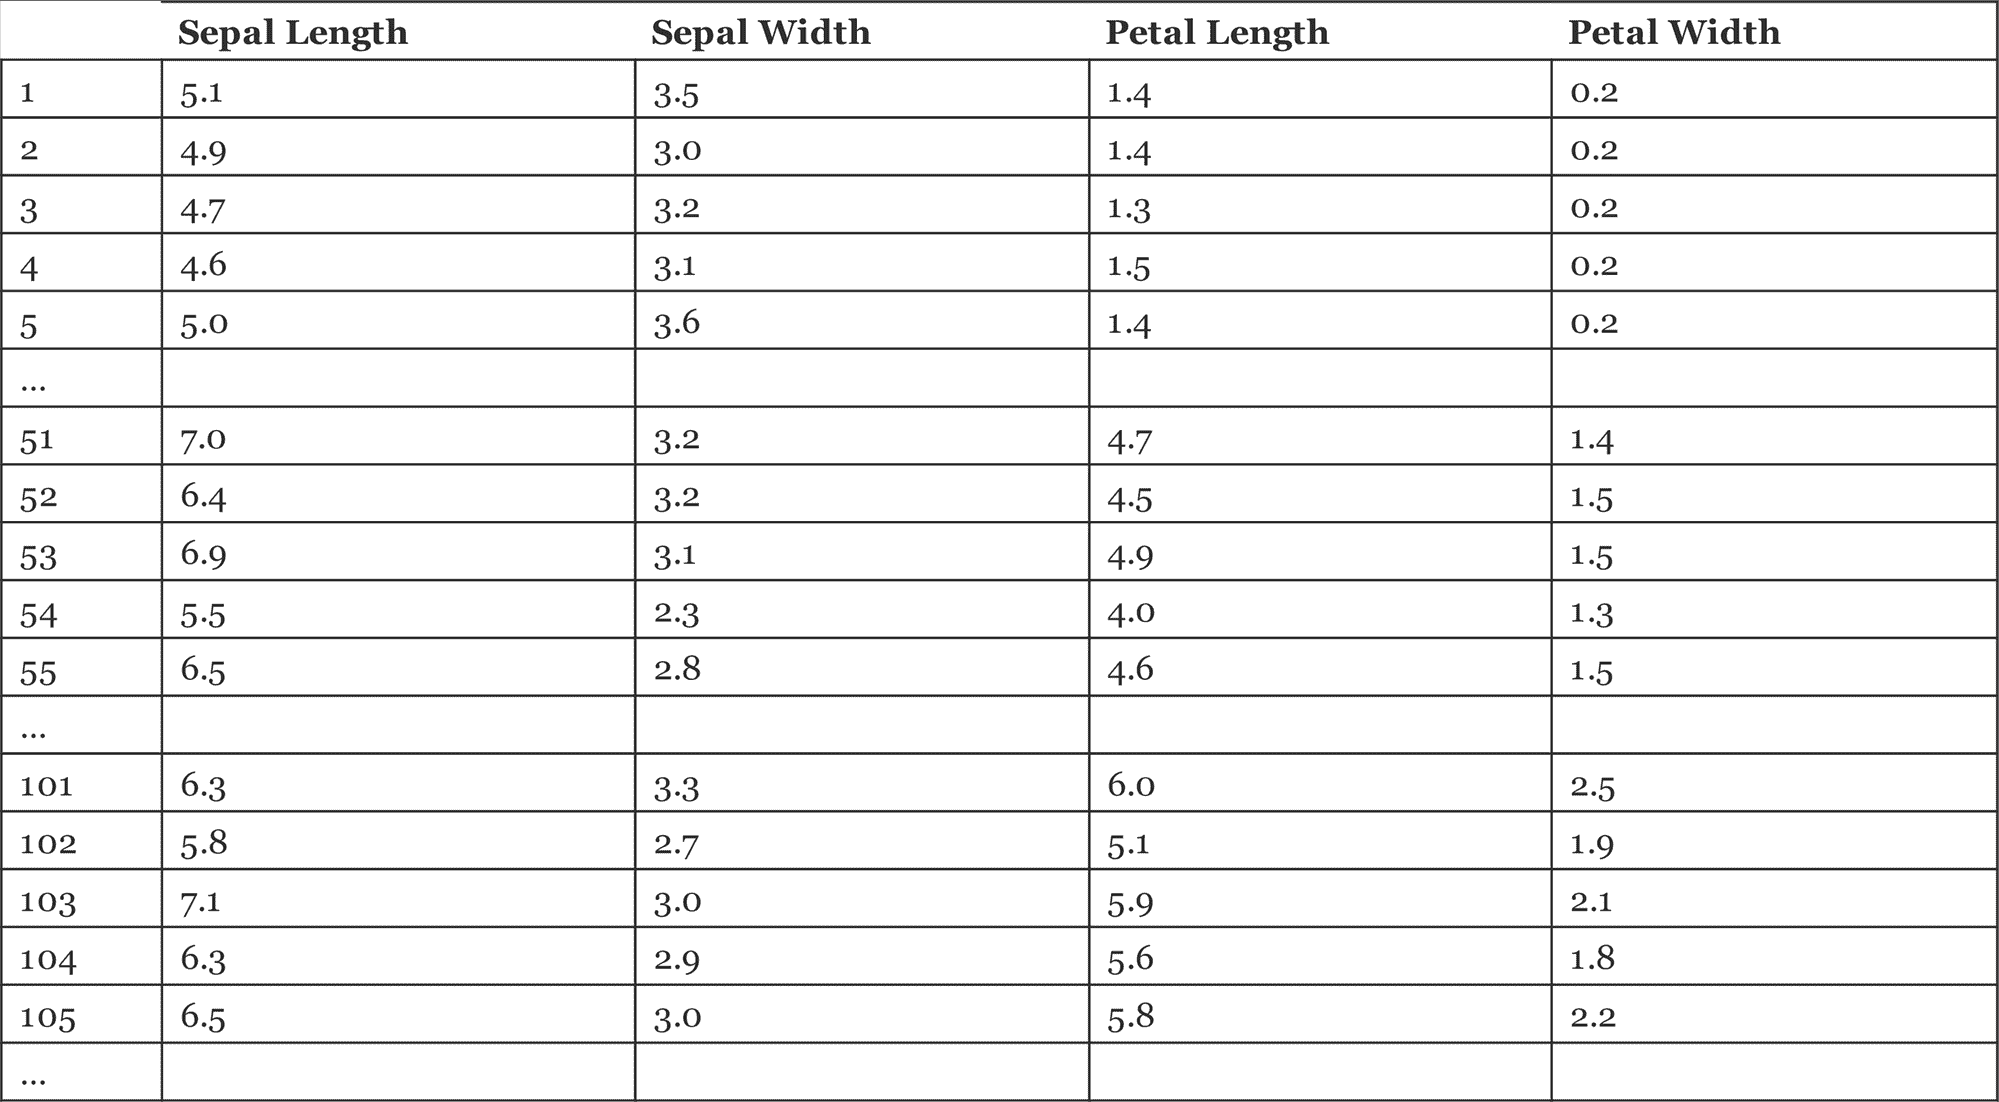 Sepal Length Sepal Width Petal Length Petal Width
1 5.1 3.5 1.4 0.2
2 4.9 3.0 1.4 0.2
3 4.7 3.2 1.3 0.2
4 4.6 3.1 1.5 0.2
5 5.0 3.6 1.4 0.2
...
51 7.0 3.2 4.7 1.4
52 6.4 3.2 4.5 1.5
53 6.9 3.1 4.9 1.5
54 5.5 2.3 4.0 1.3
55 6.5 2.8 4.6 1.5
...
101 6.3 3.3 6.0 2.5
102 5.8 2.7 5.1 1.9
103 7.1 3.0 5.9 2.1
104 6.3 2.9 5.6 1.8
105 6.5 3.0 5.8 2.2
...